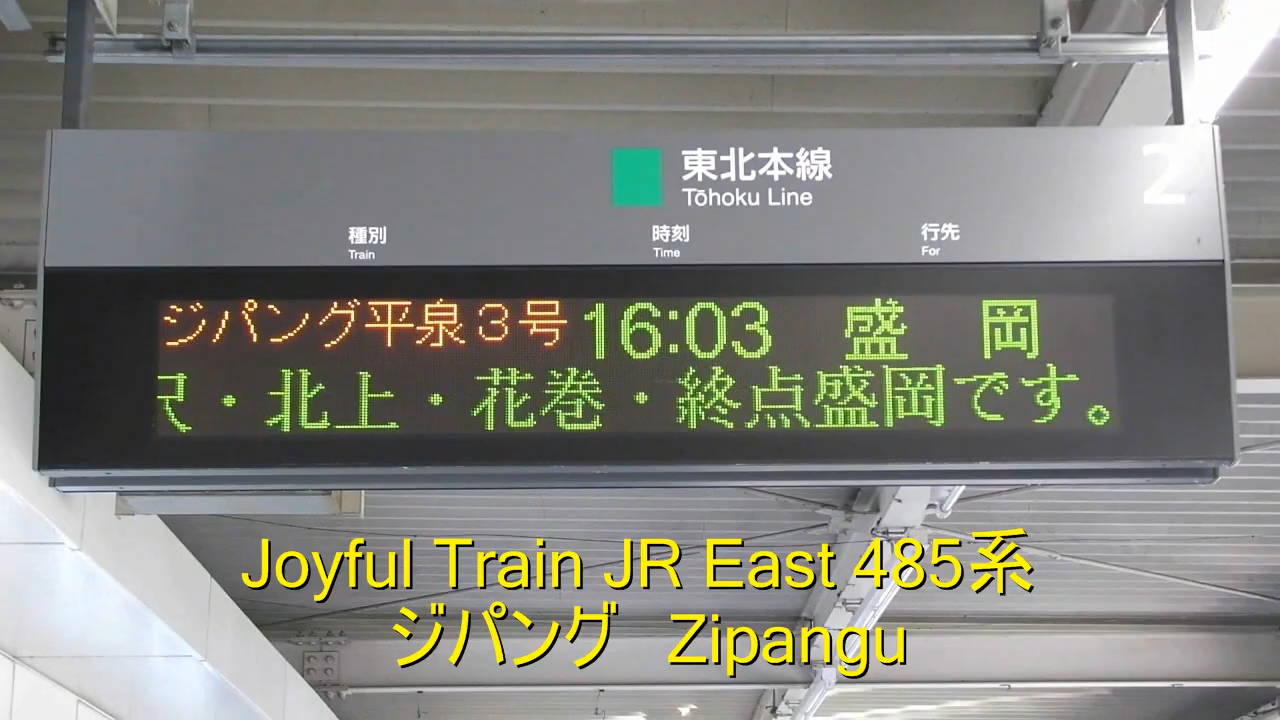 東北本線
Tōhoku Line
2
種別 時刻 行先
Train Time For
ジパング平泉3号 16:03 盛 岡
・北上・花巻・終点盛岡です。
Joyful Train JR East 485系
ジパング Zipangu